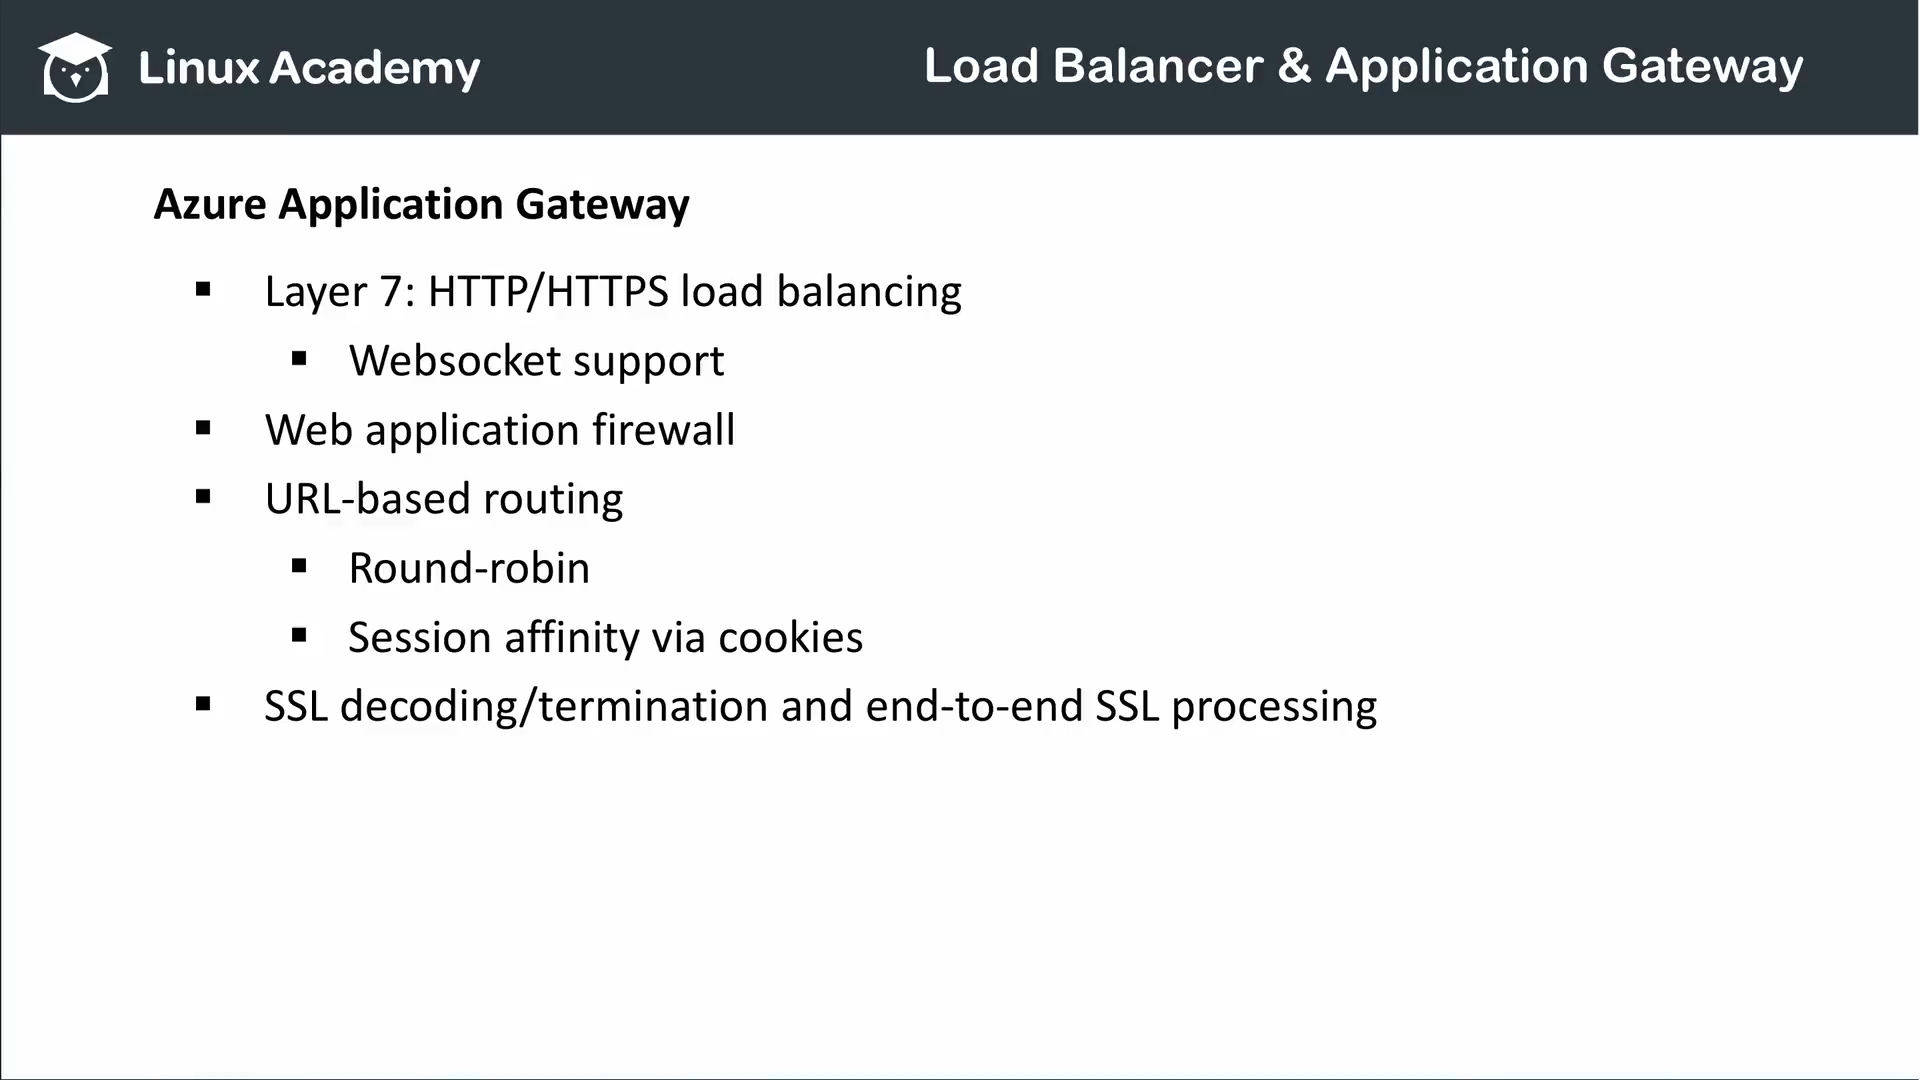 Linux Academy
Load Balancer & Application Gateway
Azure Application Gateway
Layer 7: HTTP/HTTPS load balancing
Websocket support
Web application firewall
URL-based routing
Round-robin
Session affinity via cookies
SSL decoding/termination and end-to-end SSL processing